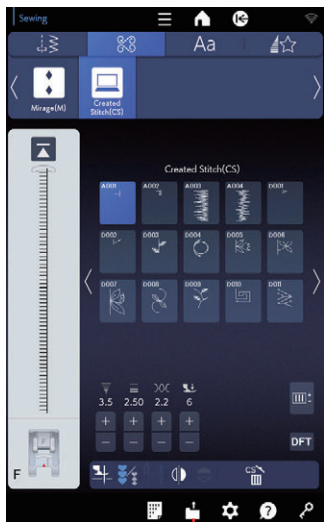 Sewing
Aa
Mirage(M)
Created
Stitch(CS)
Created Stitch(CS)
A001 A002 A003 A004 D001
D002 D003 D004 D005 D006
D007 D008 D009 D010 D011
3.5 2.50 2.2 6
+ + + +
− − − −
DFT
F
CS
?